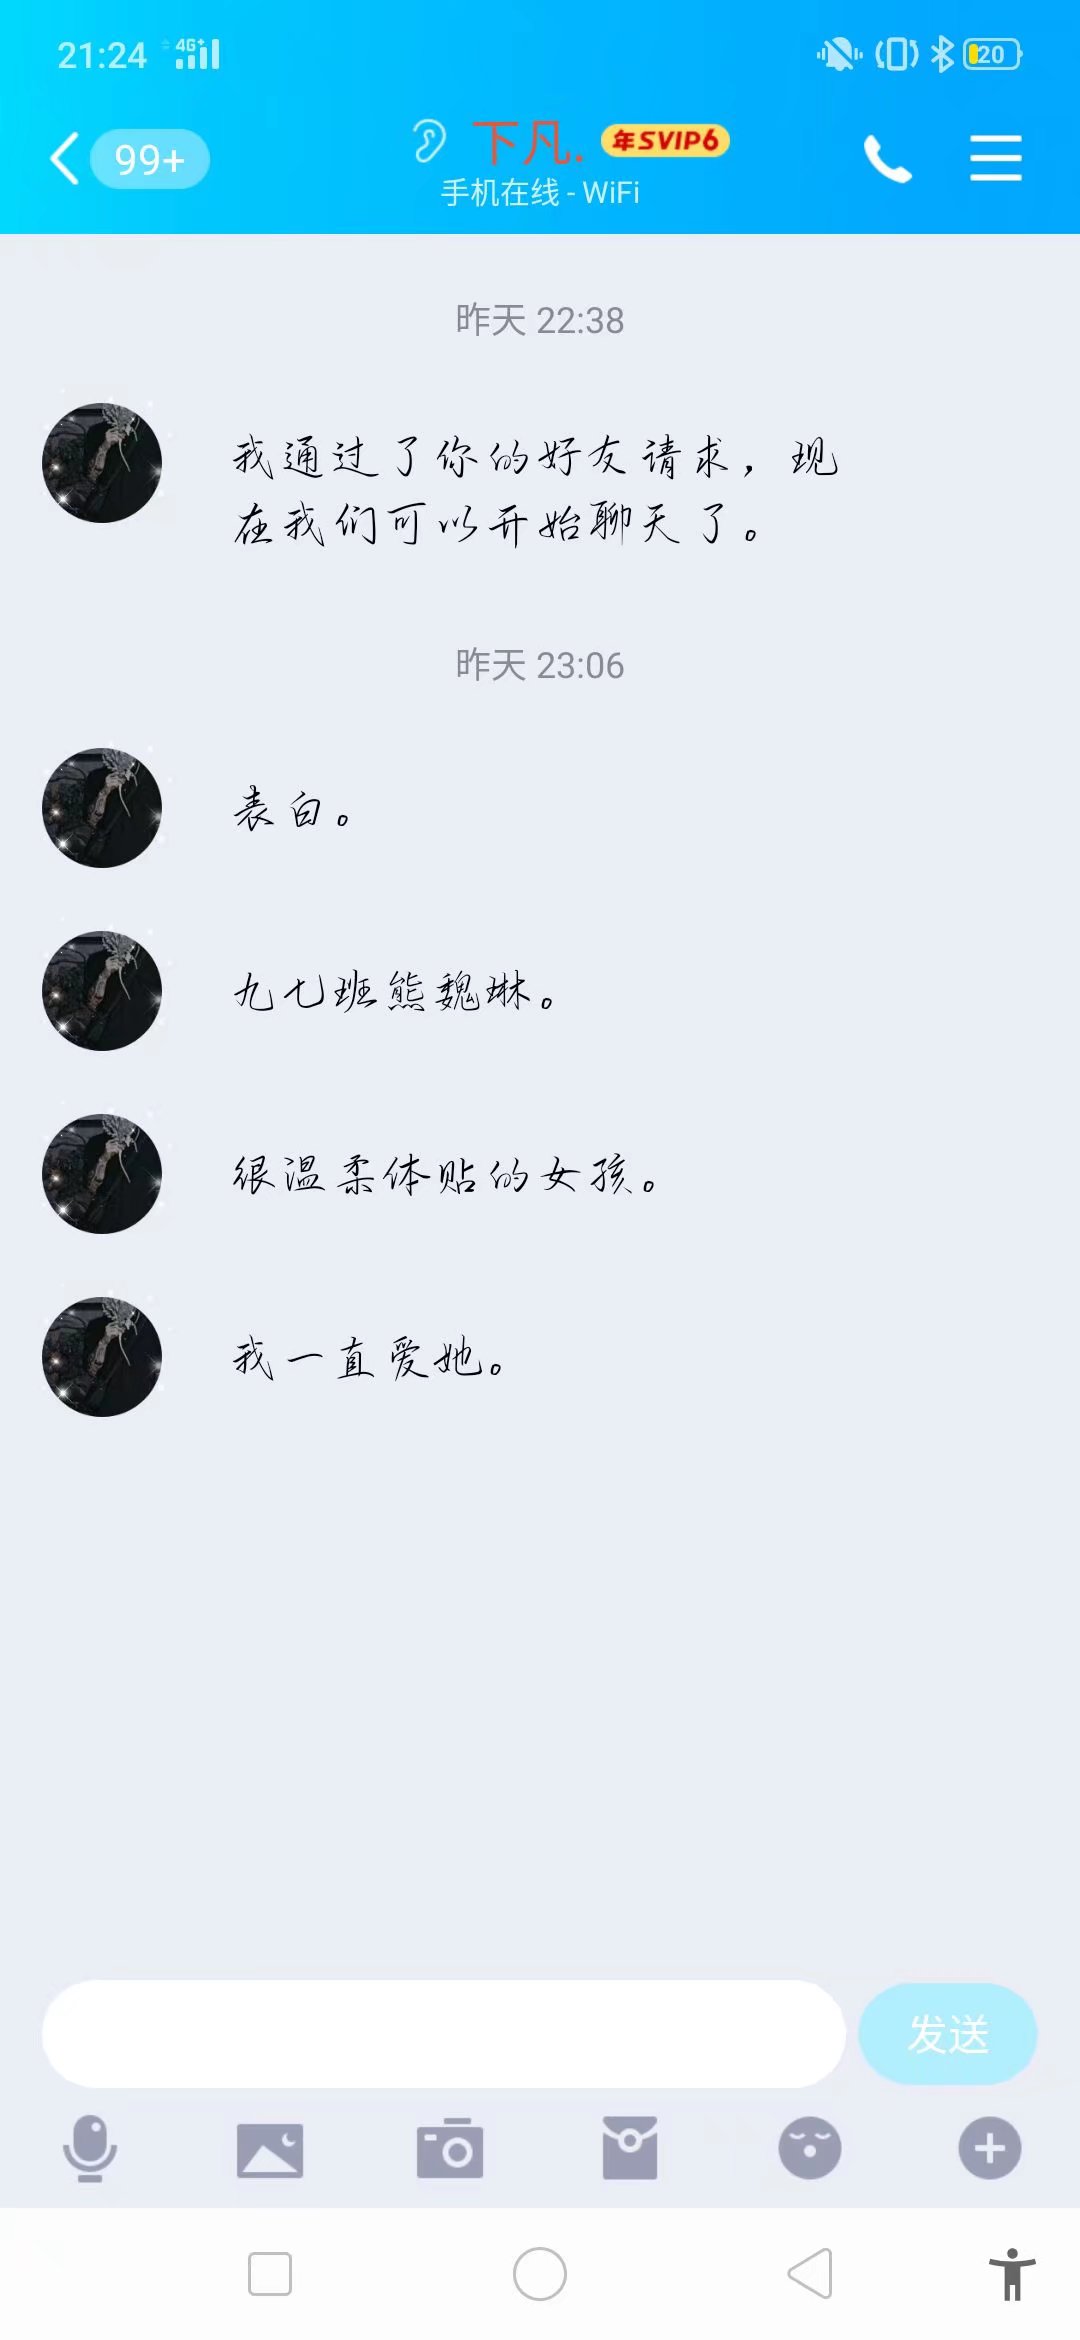 21:24 4G+ 20
99+ 下凡. 年SVIP6
手机在线 - WiFi
昨天 22:38
我通过了你的好友请求，现
在我们可以开始聊天了。
昨天 23:06
表白。
九七班熊魏琳。
很温柔体贴的女孩。
我一直爱她。
发送